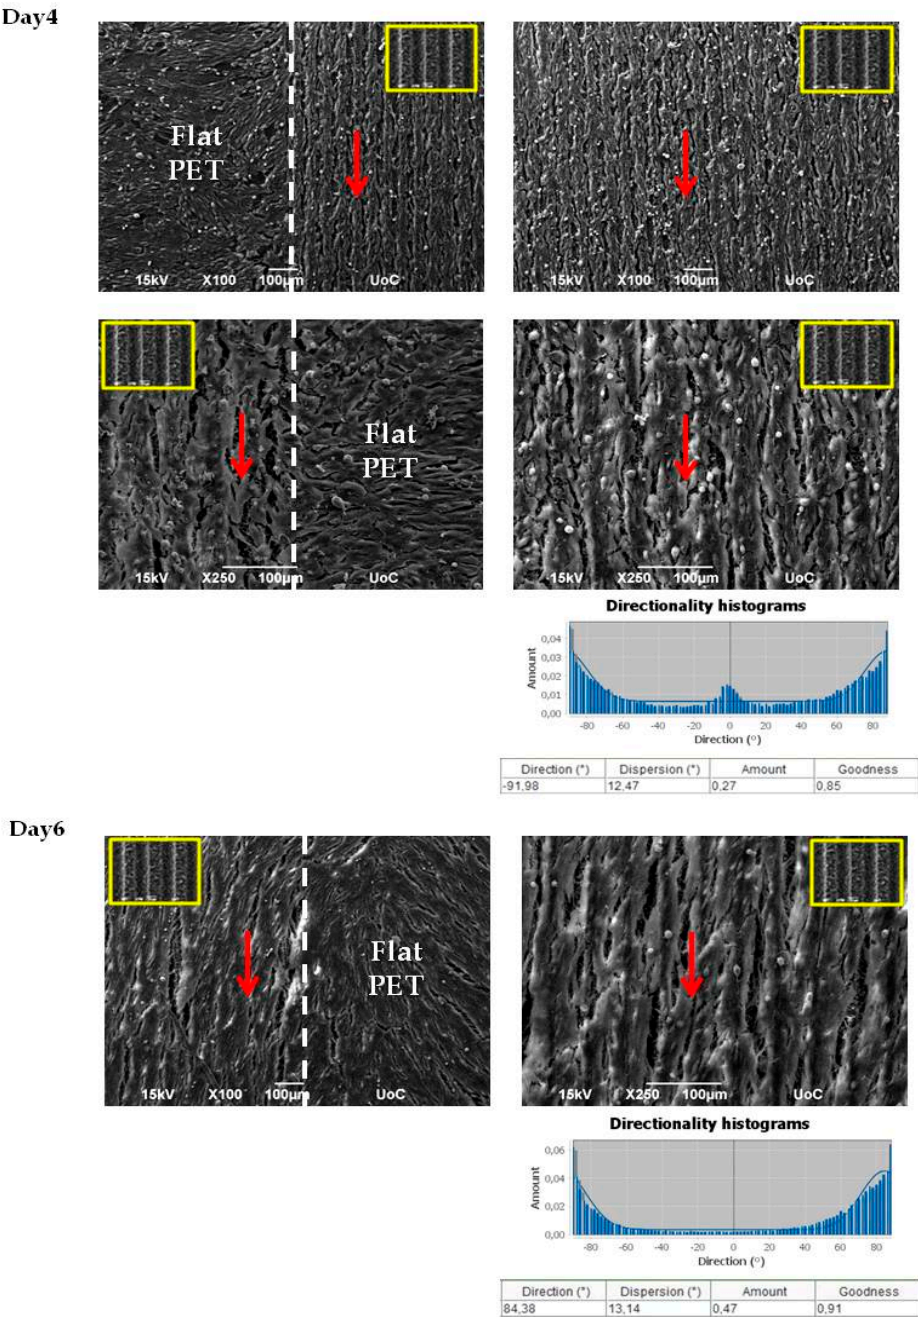 Day4
Flat
PET
15kV X100 100µm UoC
15kV X100 100µm UoC
Flat
PET
15kV X250 100µm UoC
15kV X250 100µm UoC
Directionality histograms
Amount
0,04
0,03
0,02
0,01
0,00
-80 -60 -40 -20 0 20 40 60 80
Direction (°)
Direction (°) Dispersion (°) Amount Goodness
-91,98 12,47 0,27 0,85
Day6
Flat
PET
15kV X100 100µm UoC
15kV X250 100µm UoC
Directionality histograms
Amount
0,06
0,04
0,02
0,00
-80 -60 -40 -20 0 20 40 60 80
Direction (°)
Direction (°) Dispersion (°) Amount Goodness
84,38 13,14 0,47 0,91